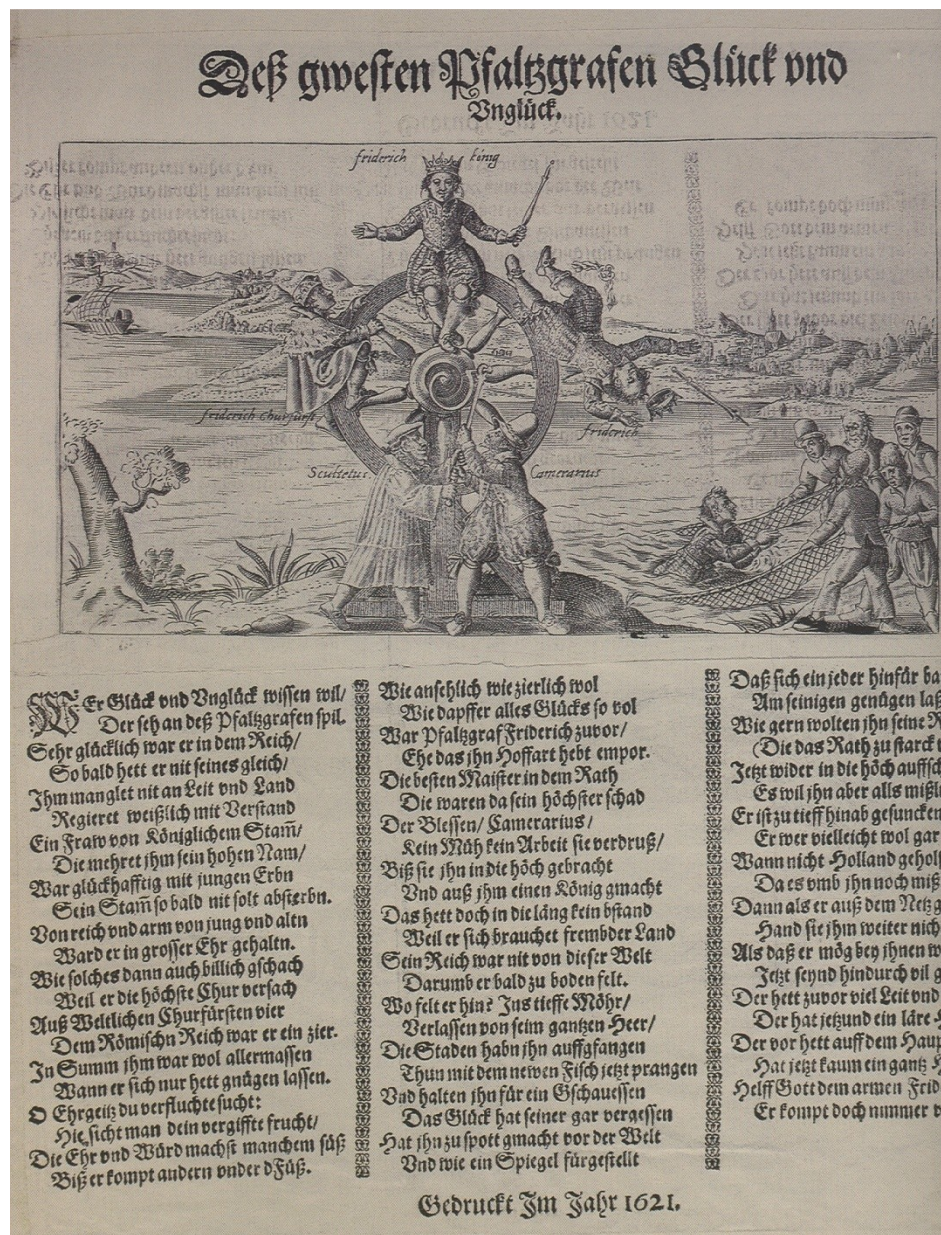 Deß gwesten Pfaltzgrafen Glück vnd
Vnglück.
friderich könig
friderich Churfürst
friderich
Scultetus
Camerarius
WEr Glück vnd Vnglück wissen wil/
Der seh an deß Pfaltzgrafen spil.
Sehr glücklich war er in dem Reich/
So bald hett er nit seines gleich/
Ihm manglet nit an Leit vnd Land
Regieret weißlich mit Verstand
Ein Fraw von Königlichem Stam̄/
Die mehret jhm sein hohen Nam/
War glückhafftig mit jungen Erbn
Sein Stam̄ so bald nit solt absterbn.
Von reich vnd arm von jung vnd altn
Ward er in grosser Ehr gehaltn.
Wie solches dann auch billich gschach
Weil er die höchste Chur versach
Auß Weltlichen Churfürsten vier
Dem Römischn Reich war er ein zier.
In Summ jhm war wol allermassen
Wann er sich nur hett gnügen lassen.
O Ehrgeitz du verfluchte sucht:
Hie sicht man dein vergiffte frucht/
Die Ehr vnd Würd machst manchem süß
Biß er kompt andern vnder d Füß.
Wie ansehlich wie zierlich wol
Wie dapffer alles Glücks so vol
War Pfaltzgraf Friderich zuvor/
Ehe das jhn Hoffart hebt empor.
Die besten Maister in dem Rath
Die waren da sein höchster schad
Der Blessen/ Camerarius/
Kein Müh kein Arbeit sie verdruß/
Biß sie jhn in die höch gebracht
Vnd auß jhm einen König gmacht
Das hett doch in die läng kein bstand
Weil er sich brauchet frembder Land
Sein Reich war nit von dieser Welt
Darumb er bald zu boden felt.
Wo felt er hin? Ins tieffe Möhr/
Verlassen von seim gantzen Heer/
Die Staden habn jhn auffgfangen
Thun mit dem newen Fisch jetzt prangen
Vnd halten jhn für ein Gschauessen
Das Glück hat seiner gar vergessen
Hat jhn zu spott gmacht vor der Welt
Vnd wie ein Spiegel fürgestellt
Daß sich ein jeder hinfür
Am seinigen genügen
Wie gern wolten jhn seine
(Die das Rath zu starck
Jetzt wider in die höch
Es wil jhn aber alls
Er ist zu tieff hinab gesuncken
Er wer vielleicht wol gar
Wann nicht Holland
Da es vmb jhn noch
Dann als er auß dem Netz
Hand sie jhm weiter
Als daß er mög bey jhnen
Jetzt seynd hindurch vil
Der hett zuvor viel Leit vnd
Der hat jetzund ein läre
Der vor hett auff dem
Hat jetzt kaum ein gantz
Helff Gott dem armen
Er kompt doch nimmer
Gedruckt Im Jahr 1621.